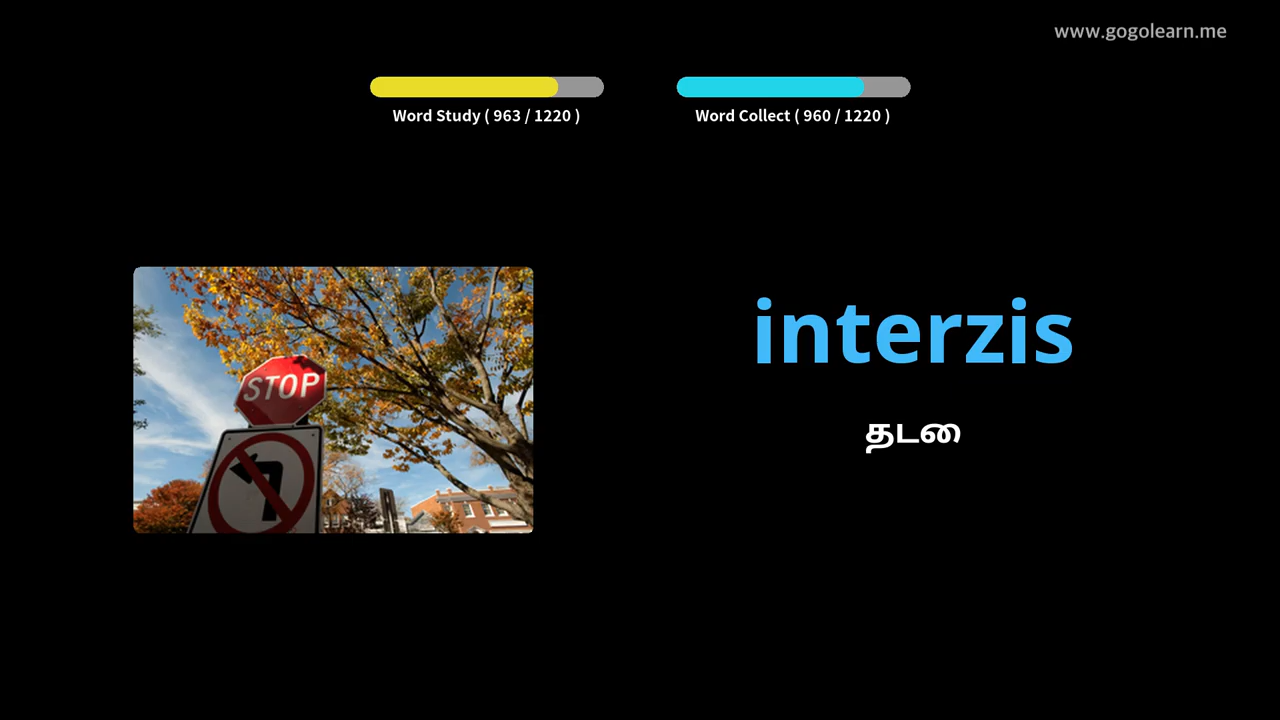 www.gogolearn.me
Word Study ( 963 / 1220 )
Word Collect ( 960 / 1220 )
STOP
interzis
தடை